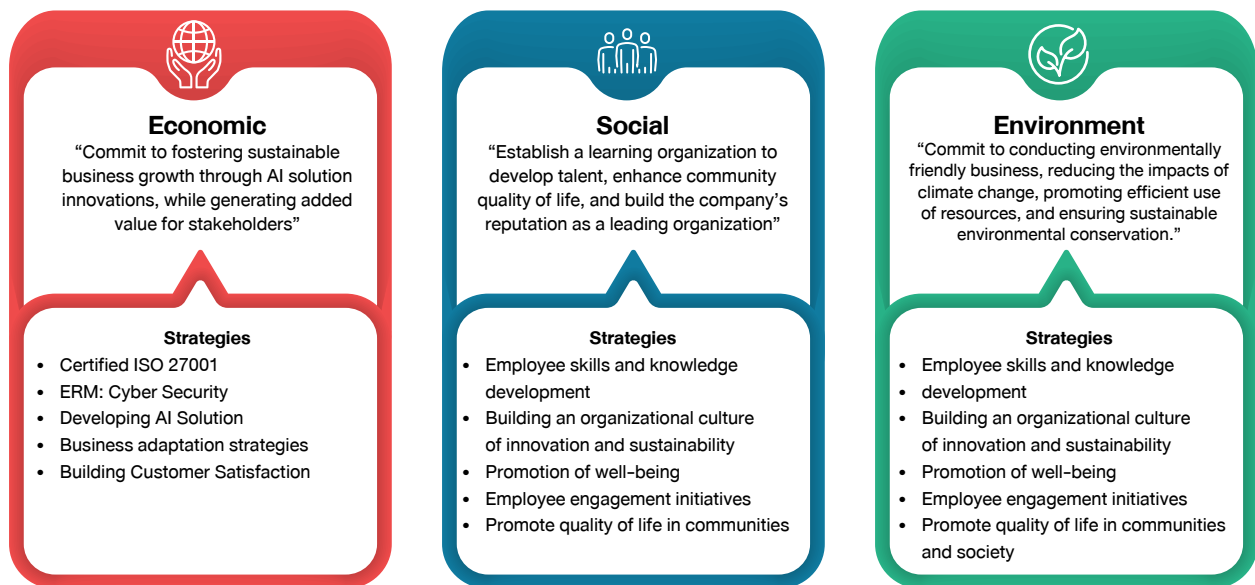 Economic
“Commit to fostering sustainable
business growth through AI solution
innovations, while generating added
value for stakeholders”
Strategies
• Certified ISO 27001
• ERM: Cyber Security
• Developing AI Solution
• Business adaptation strategies
• Building Customer Satisfaction
Social
“Establish a learning organization to
develop talent, enhance community
quality of life, and build the company’s
reputation as a leading organization”
Strategies
• Employee skills and knowledge
development
• Building an organizational culture
of innovation and sustainability
• Promotion of well-being
• Employee engagement initiatives
• Promote quality of life in communities
Environment
“Commit to conducting environmentally
friendly business, reducing the impacts of
climate change, promoting efficient use
of resources, and ensuring sustainable
environmental conservation.”
Strategies
• Employee skills and knowledge
• development
• Building an organizational culture
of innovation and sustainability
• Promotion of well-being
• Employee engagement initiatives
• Promote quality of life in communities
and society